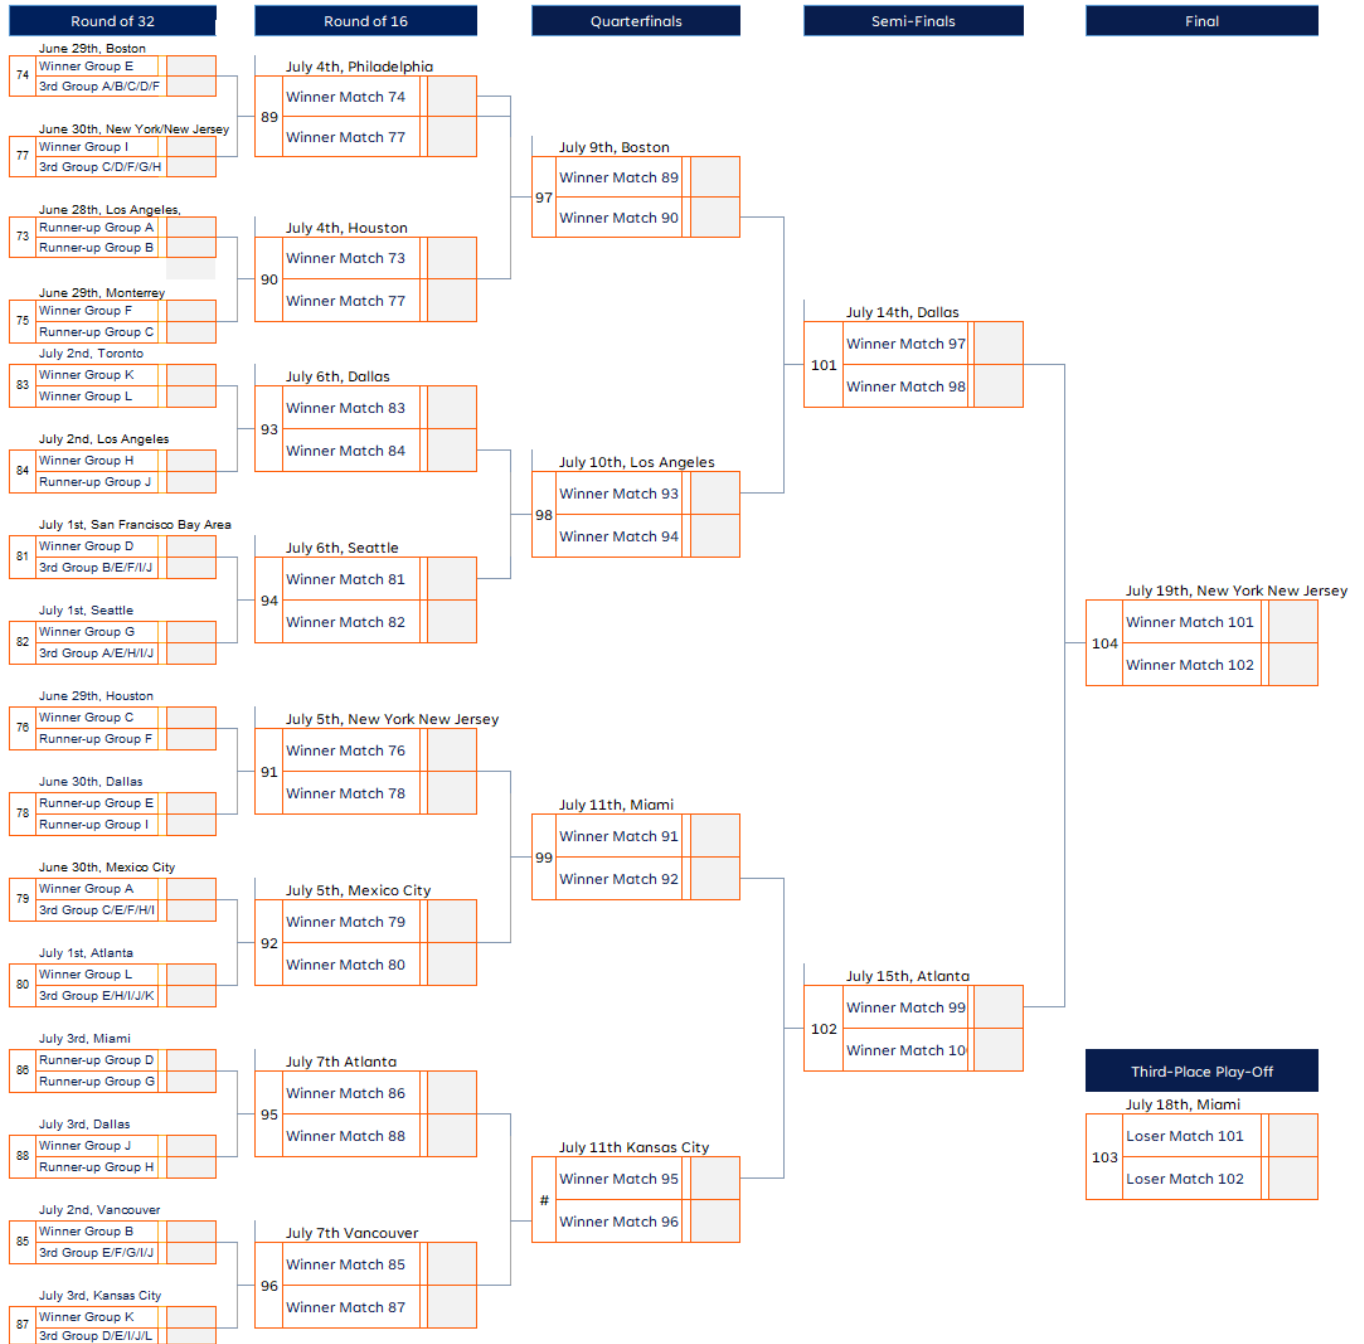 Round of 32
Round of 16
Quarterfinals
Semi-Finals
Final
June 29th, Boston
74
Winner Group E
3rd Group A/B/C/D/F
June 30th, New York/New Jersey
77
Winner Group I
3rd Group C/D/F/G/H
June 28th, Los Angeles,
73
Runner-up Group A
Runner-up Group B
June 29th, Monterrey
75
Winner Group F
Runner-up Group C
July 2nd, Toronto
83
Winner Group K
Winner Group L
July 2nd, Los Angeles
84
Winner Group H
Runner-up Group J
July 1st, San Francisco Bay Area
81
Winner Group D
3rd Group B/E/F/I/J
July 1st, Seattle
82
Winner Group G
3rd Group A/E/H/I/J
June 29th, Houston
76
Winner Group C
Runner-up Group F
June 30th, Dallas
78
Runner-up Group E
Runner-up Group I
June 30th, Mexico City
79
Winner Group A
3rd Group C/E/F/H/I
July 1st, Atlanta
80
Winner Group L
3rd Group E/H/I/J/K
July 3rd, Miami
86
Runner-up Group D
Runner-up Group G
July 3rd, Dallas
88
Winner Group J
Runner-up Group H
July 2nd, Vancouver
85
Winner Group B
3rd Group E/F/G/I/J
July 3rd, Kansas City
87
Winner Group K
3rd Group D/E/I/J/L
July 4th, Philadelphia
89
Winner Match 74
Winner Match 77
July 4th, Houston
90
Winner Match 73
Winner Match 77
July 6th, Dallas
93
Winner Match 83
Winner Match 84
July 6th, Seattle
94
Winner Match 81
Winner Match 82
July 5th, New York New Jersey
91
Winner Match 76
Winner Match 78
July 5th, Mexico City
92
Winner Match 79
Winner Match 80
July 7th Atlanta
95
Winner Match 86
Winner Match 88
July 7th Vancouver
96
Winner Match 85
Winner Match 87
July 9th, Boston
97
Winner Match 89
Winner Match 90
July 10th, Los Angeles
98
Winner Match 93
Winner Match 94
July 11th, Miami
99
Winner Match 91
Winner Match 92
July 11th Kansas City
#
Winner Match 95
Winner Match 96
July 14th, Dallas
101
Winner Match 97
Winner Match 98
July 15th, Atlanta
102
Winner Match 99
Winner Match 10
July 19th, New York New Jersey
104
Winner Match 101
Winner Match 102
Third-Place Play-Off
July 18th, Miami
103
Loser Match 101
Loser Match 102